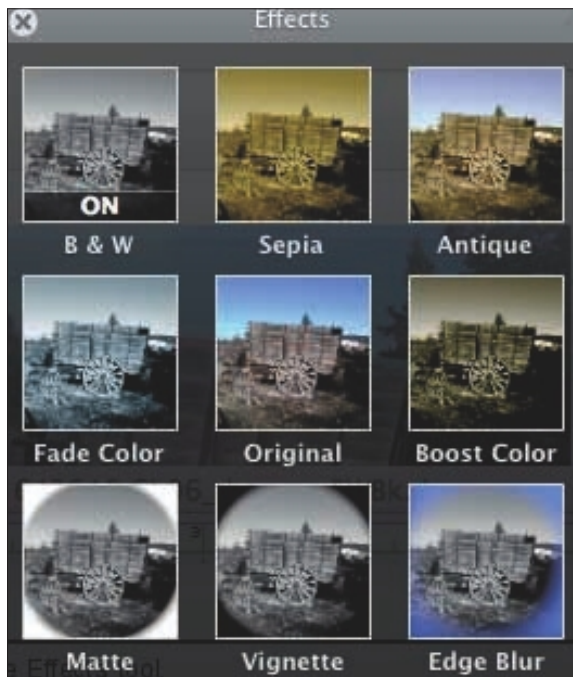 Effects
ON
B & W Sepia Antique
Fade Color Original Boost Color
Matte Vignette Edge Blur